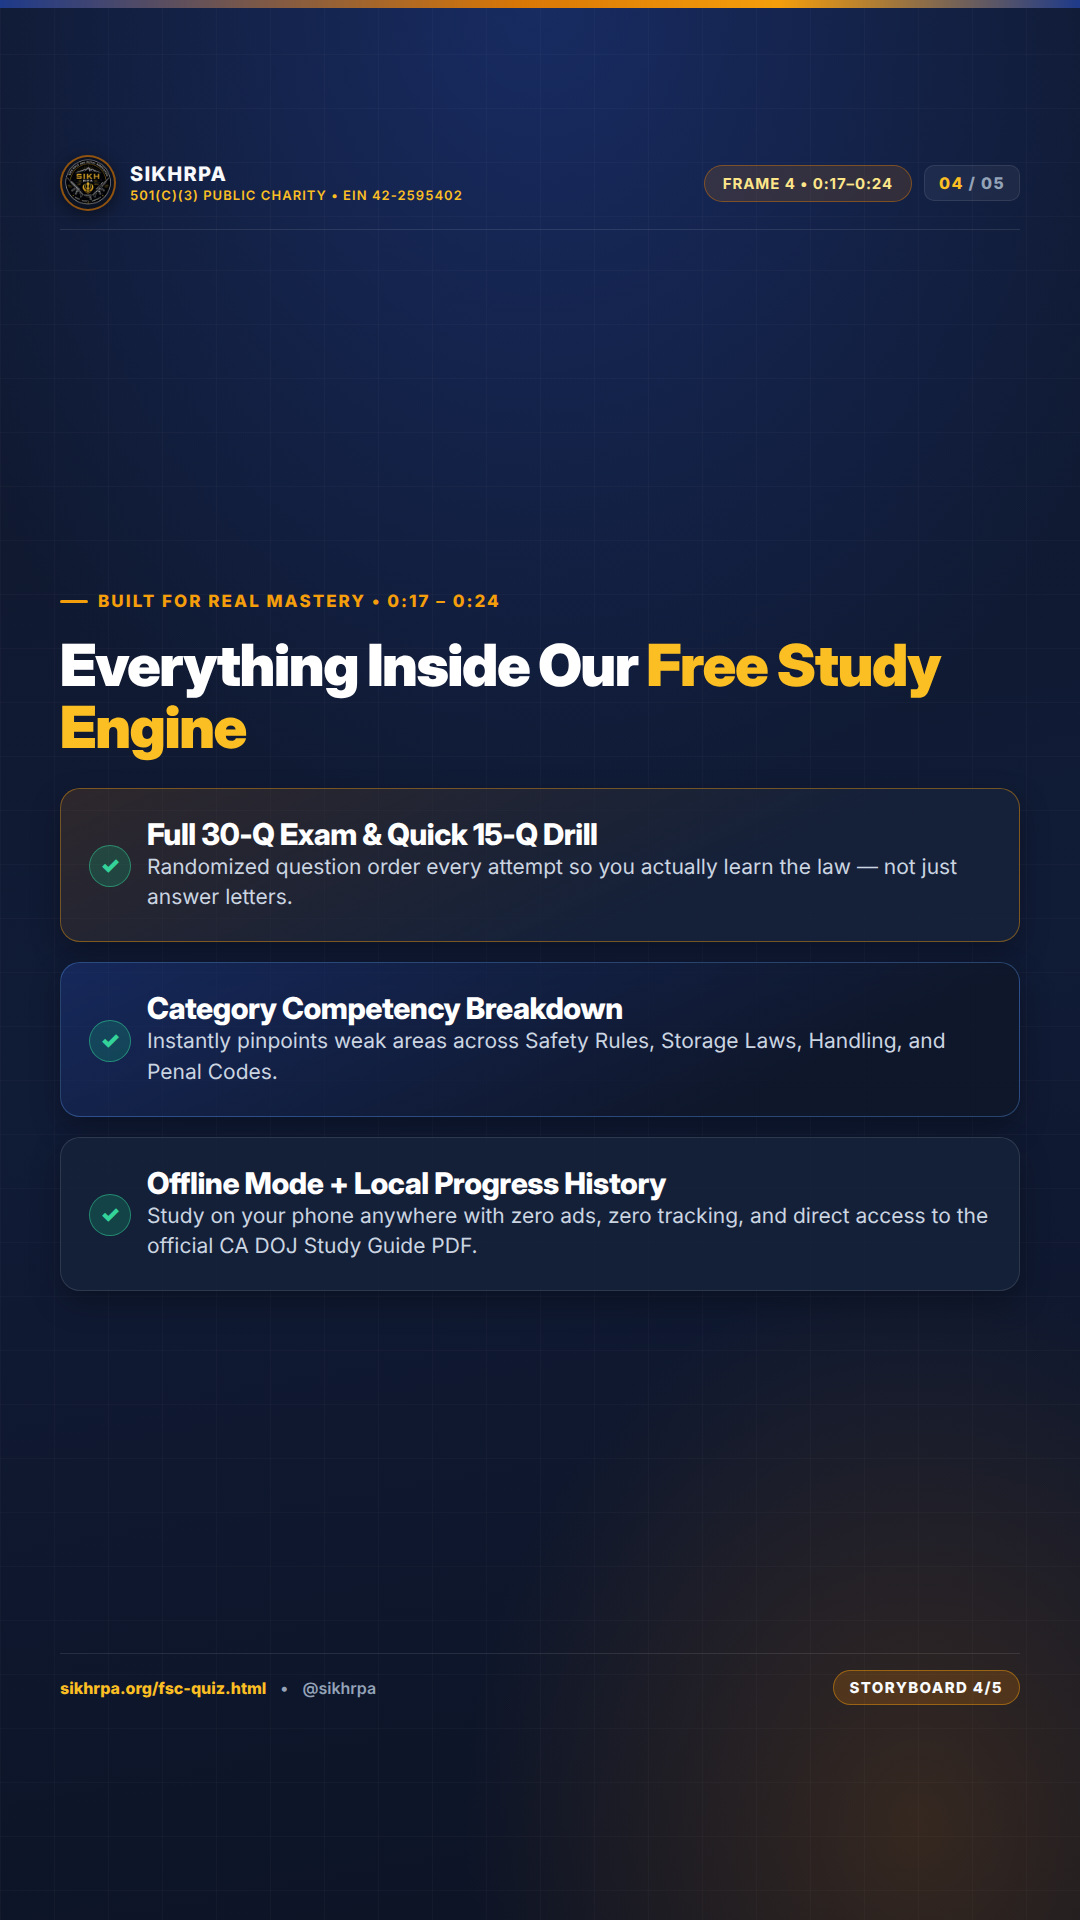 SIKH
SIKHRPA
501(C)(3) PUBLIC CHARITY • EIN 42-2595402
FRAME 4 • 0:17–0:24
04 / 05
BUILT FOR REAL MASTERY • 0:17 – 0:24
Everything Inside Our Free Study
Engine
Full 30-Q Exam & Quick 15-Q Drill
Randomized question order every attempt so you actually learn the law — not just
answer letters.
Category Competency Breakdown
Instantly pinpoints weak areas across Safety Rules, Storage Laws, Handling, and
Penal Codes.
Offline Mode + Local Progress History
Study on your phone anywhere with zero ads, zero tracking, and direct access to the
official CA DOJ Study Guide PDF.
sikhrpa.org/fsc-quiz.html • @sikhrpa
STORYBOARD 4/5